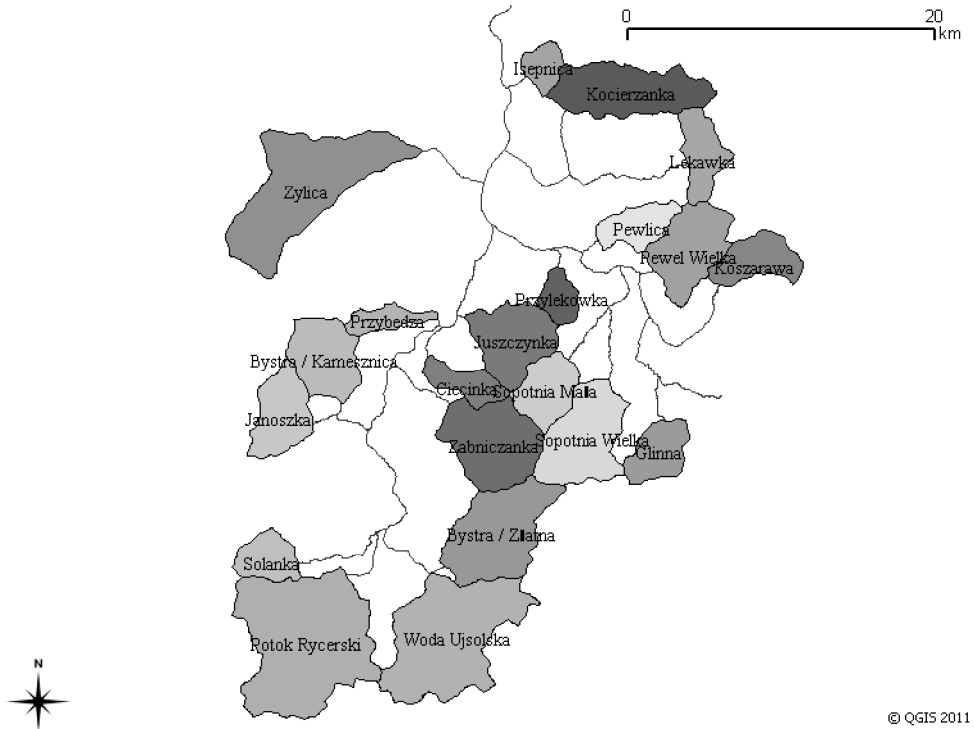 0 20
km
Isepnica
Kocierzanka
Lekawka
Zylica
Pewlica
Pewel Wielka
Koszarawa
Przylekowka
Przybedza
Juszczynka
Bystra / Kamesznica
Ciecinka
Sopotnia Mala
Janoszka
Sopotnia Wielka
Zabniczanka
Glinna
Bystra / Zlatna
Solanka
Woda Ujsolska
Potok Rycerski
N
© QGIS 2011